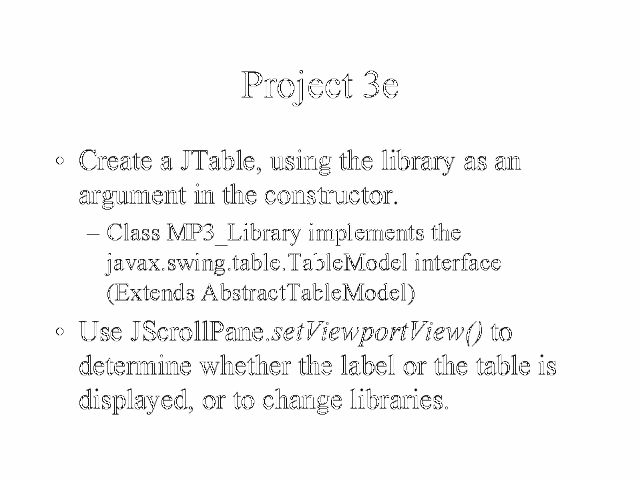 Project 3e
• Create a JTable, using the library as an
argument in the constructor.
– Class MP3_Library implements the
javax.swing.table.TableModel interface
(Extends AbstractTableModel)
• Use JScrollPane.setViewportView() to
determine whether the label or the table is
displayed, or to change libraries.